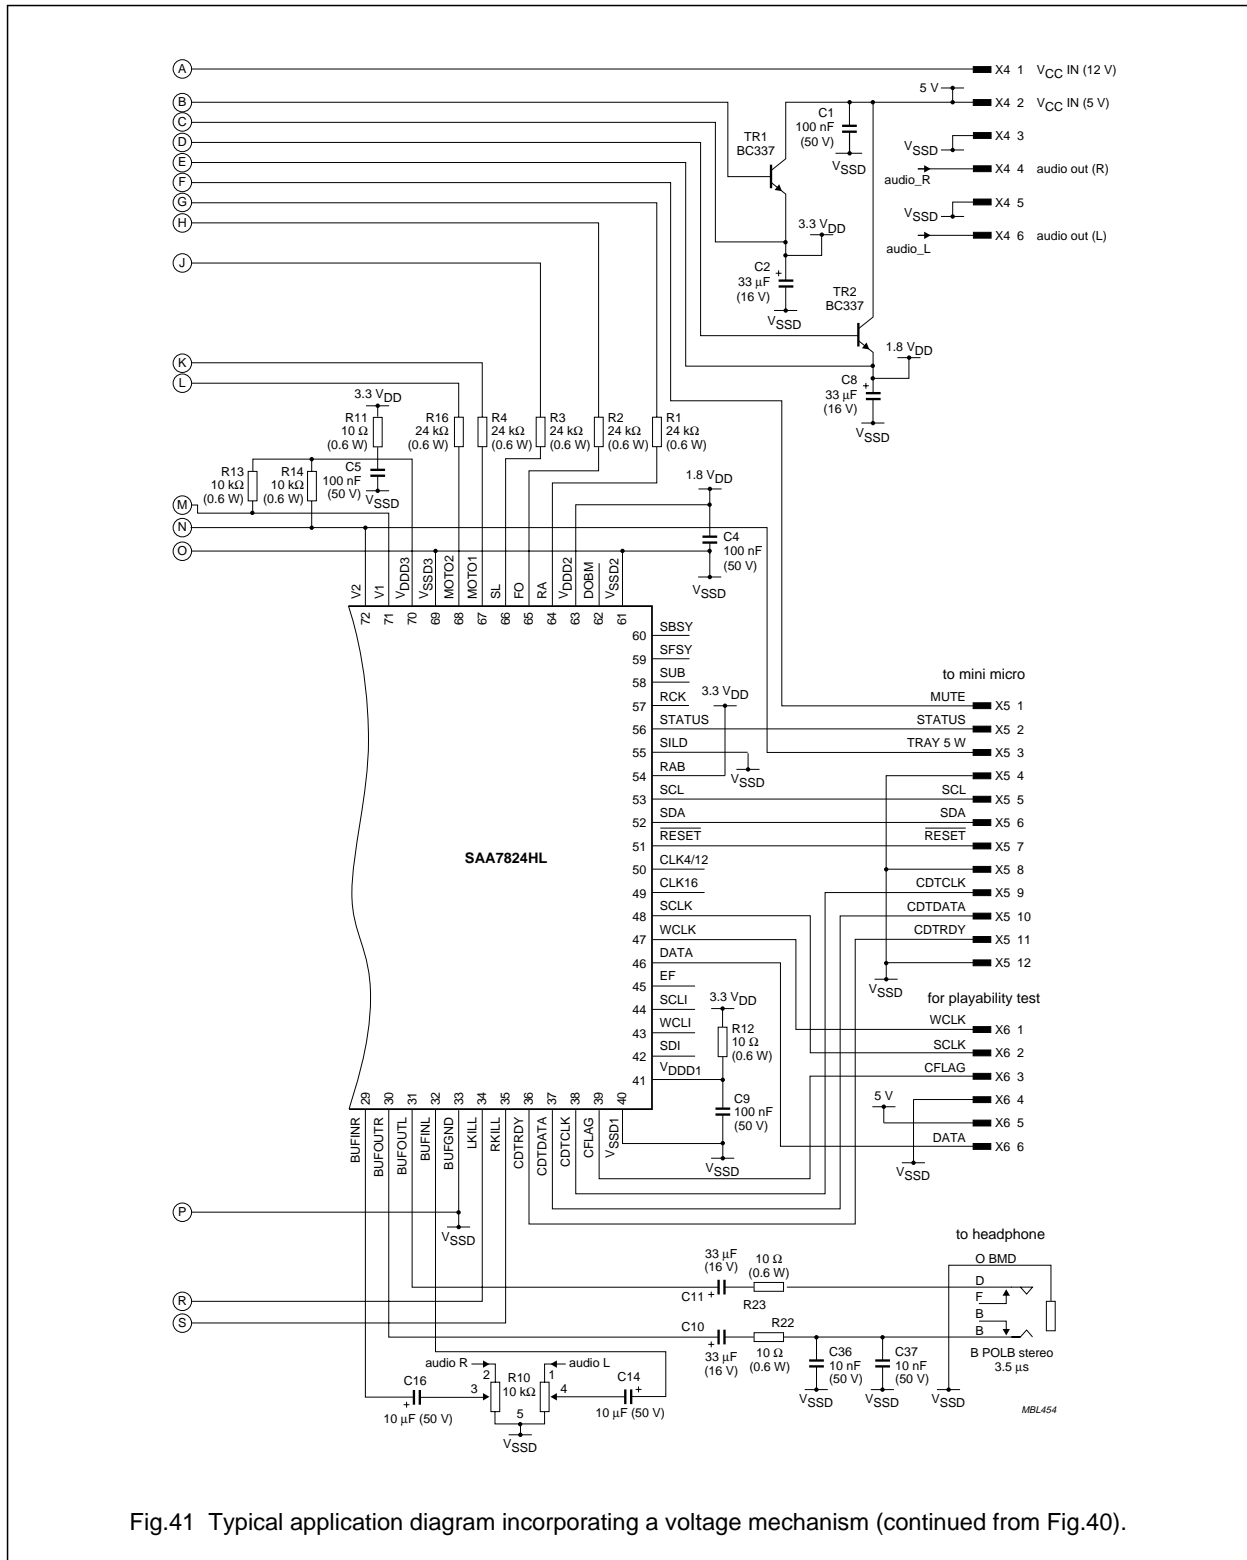 A
X4 1 VCC IN (12 V)
5 V
B
X4 2 VCC IN (5 V)
C
C1
100 nF
(50 V)
VSSD
TR1
BC337
X4 3
VSSD
D
E
X4 4 audio out (R)
audio_R
F
G
X4 5
VSSD
H
X4 6 audio out (L)
audio_L
3.3 VDD
J
C2
+
33 µF
(16 V)
VSSD
TR2
BC337
1.8 VDD
K
L
C8
+
33 µF
(16 V)
VSSD
3.3 VDD
R11
10 Ω
(0.6 W)
R16
24 kΩ
(0.6 W)
R4
24 kΩ
(0.6 W)
R3
24 kΩ
(0.6 W)
R2
24 kΩ
(0.6 W)
R1
24 kΩ
(0.6 W)
R13
10 kΩ
(0.6 W)
R14
10 kΩ
(0.6 W)
C5
100 nF
(50 V)
VSSD
1.8 VDD
M
N
O
C4
100 nF
(50 V)
VSSD
V2
V1
VDDD3
VSSD3
MOTO2
MOTO1
SL
FO
RA
VDDD2
DOBM
VSSD2
72
71
70
69
68
67
66
65
64
63
62
61
60 SBSY
59 SFSY
58 SUB
57 RCK
56 STATUS
55 SILD
54 RAB
53 SCL
52 SDA
51 RESET
50 CLK4/12
49 CLK16
48 SCLK
47 WCLK
46 DATA
45 EF
44 SCLI
43 WCLI
42 SDI
41 VDDD1
3.3 VDD
VSSD
SAA7824HL
to mini micro
MUTE X5 1
STATUS X5 2
TRAY 5 W X5 3
X5 4
SCL X5 5
SDA X5 6
RESET X5 7
X5 8
CDTCLK X5 9
CDTDATA X5 10
CDTRDY X5 11
X5 12
VSSD
for playability test
WCLK X6 1
SCLK X6 2
CFLAG X6 3
X6 4
5 V
X6 5
DATA X6 6
VSSD
3.3 VDD
R12
10 Ω
(0.6 W)
C9
100 nF
(50 V)
VSSD
29
30
31
32
33
34
35
36
37
38
39
40
BUFINR
BUFOUTR
BUFOUTL
BUFINL
BUFGND
LKILL
RKILL
CDTRDY
CDTDATA
CDTCLK
CFLAG
VSSD1
P
VSSD
R
S
to headphone
O BMD
D
F
B
B
B POLB stereo
3.5 µs
33 µF
(16 V)
C11 +
10 Ω
(0.6 W)
R23
C10
+
33 µF
(16 V)
R22
10 Ω
(0.6 W)
C36
10 nF
(50 V)
VSSD
C37
10 nF
(50 V)
VSSD
VSSD
audio R
audio L
2
1
R10
10 kΩ
3
4
5
C16
+
10 µF (50 V)
C14
+
10 µF (50 V)
VSSD
MBL454
Fig.41 Typical application diagram incorporating a voltage mechanism (continued from Fig.40).